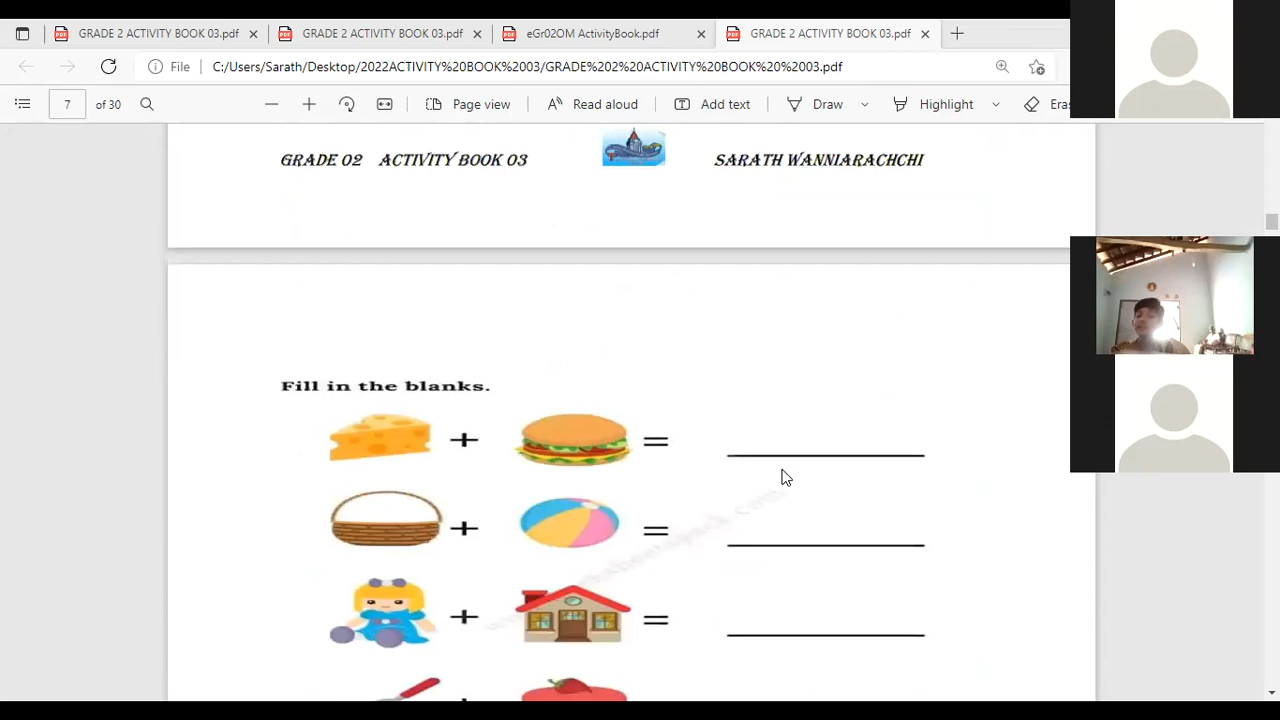 GRADE 2 ACTIVITY BOOK 03.pdf
GRADE 2 ACTIVITY BOOK 03.pdf
eGr02OM ActivityBook.pdf
GRADE 2 ACTIVITY BOOK 03.pdf
File
C:/Users/Sarath/Desktop/2022ACTIVITY%20BOOK%2003/GRADE%202%20ACTIVITY%20BOOK%20%2003.pdf
7 of 30
Page view
Read aloud
Add text
Draw
Highlight
Eras
GRADE 02 ACTIVITY BOOK 03
SARATH WANNIARACHCHI
Fill in the blanks.
+ =
+ =
+ =